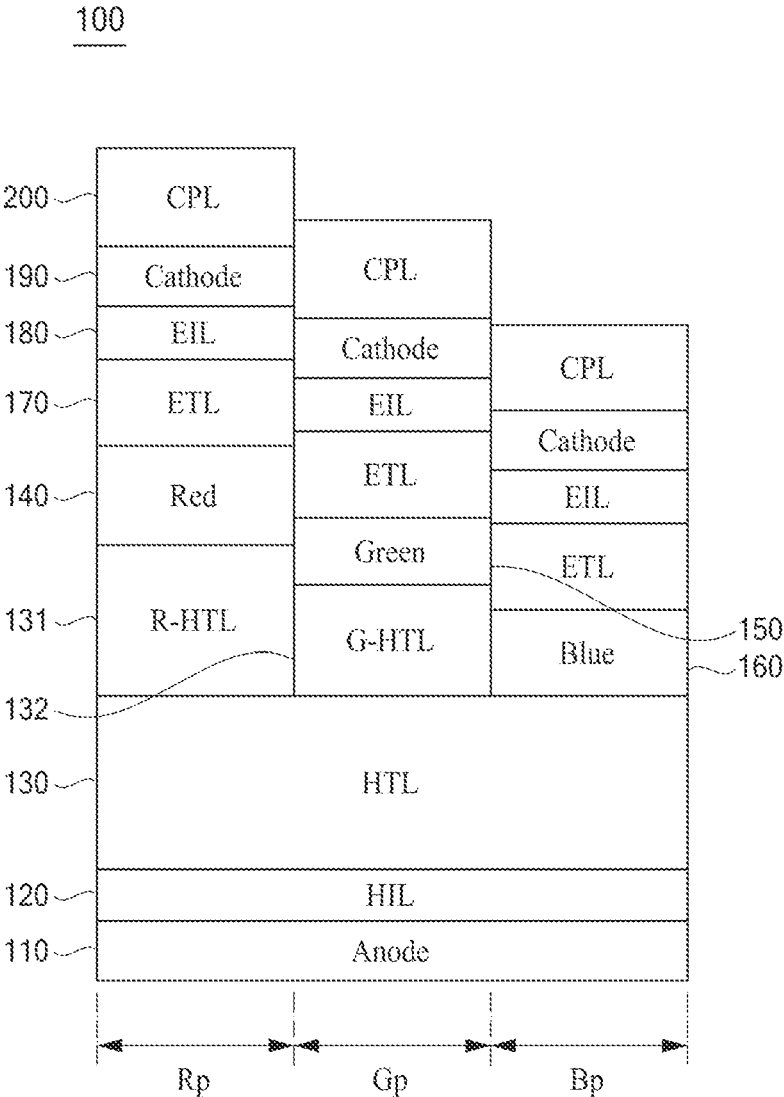 100
200 CPL
CPL
190 Cathode
180 EIL
Cathode
CPL
170 ETL
EIL
Cathode
140 Red
ETL
EIL
Green
ETL
131 R-HTL
G-HTL
Blue
150
160
132
130 HTL
120 HIL
110 Anode
Rp Gp Bp